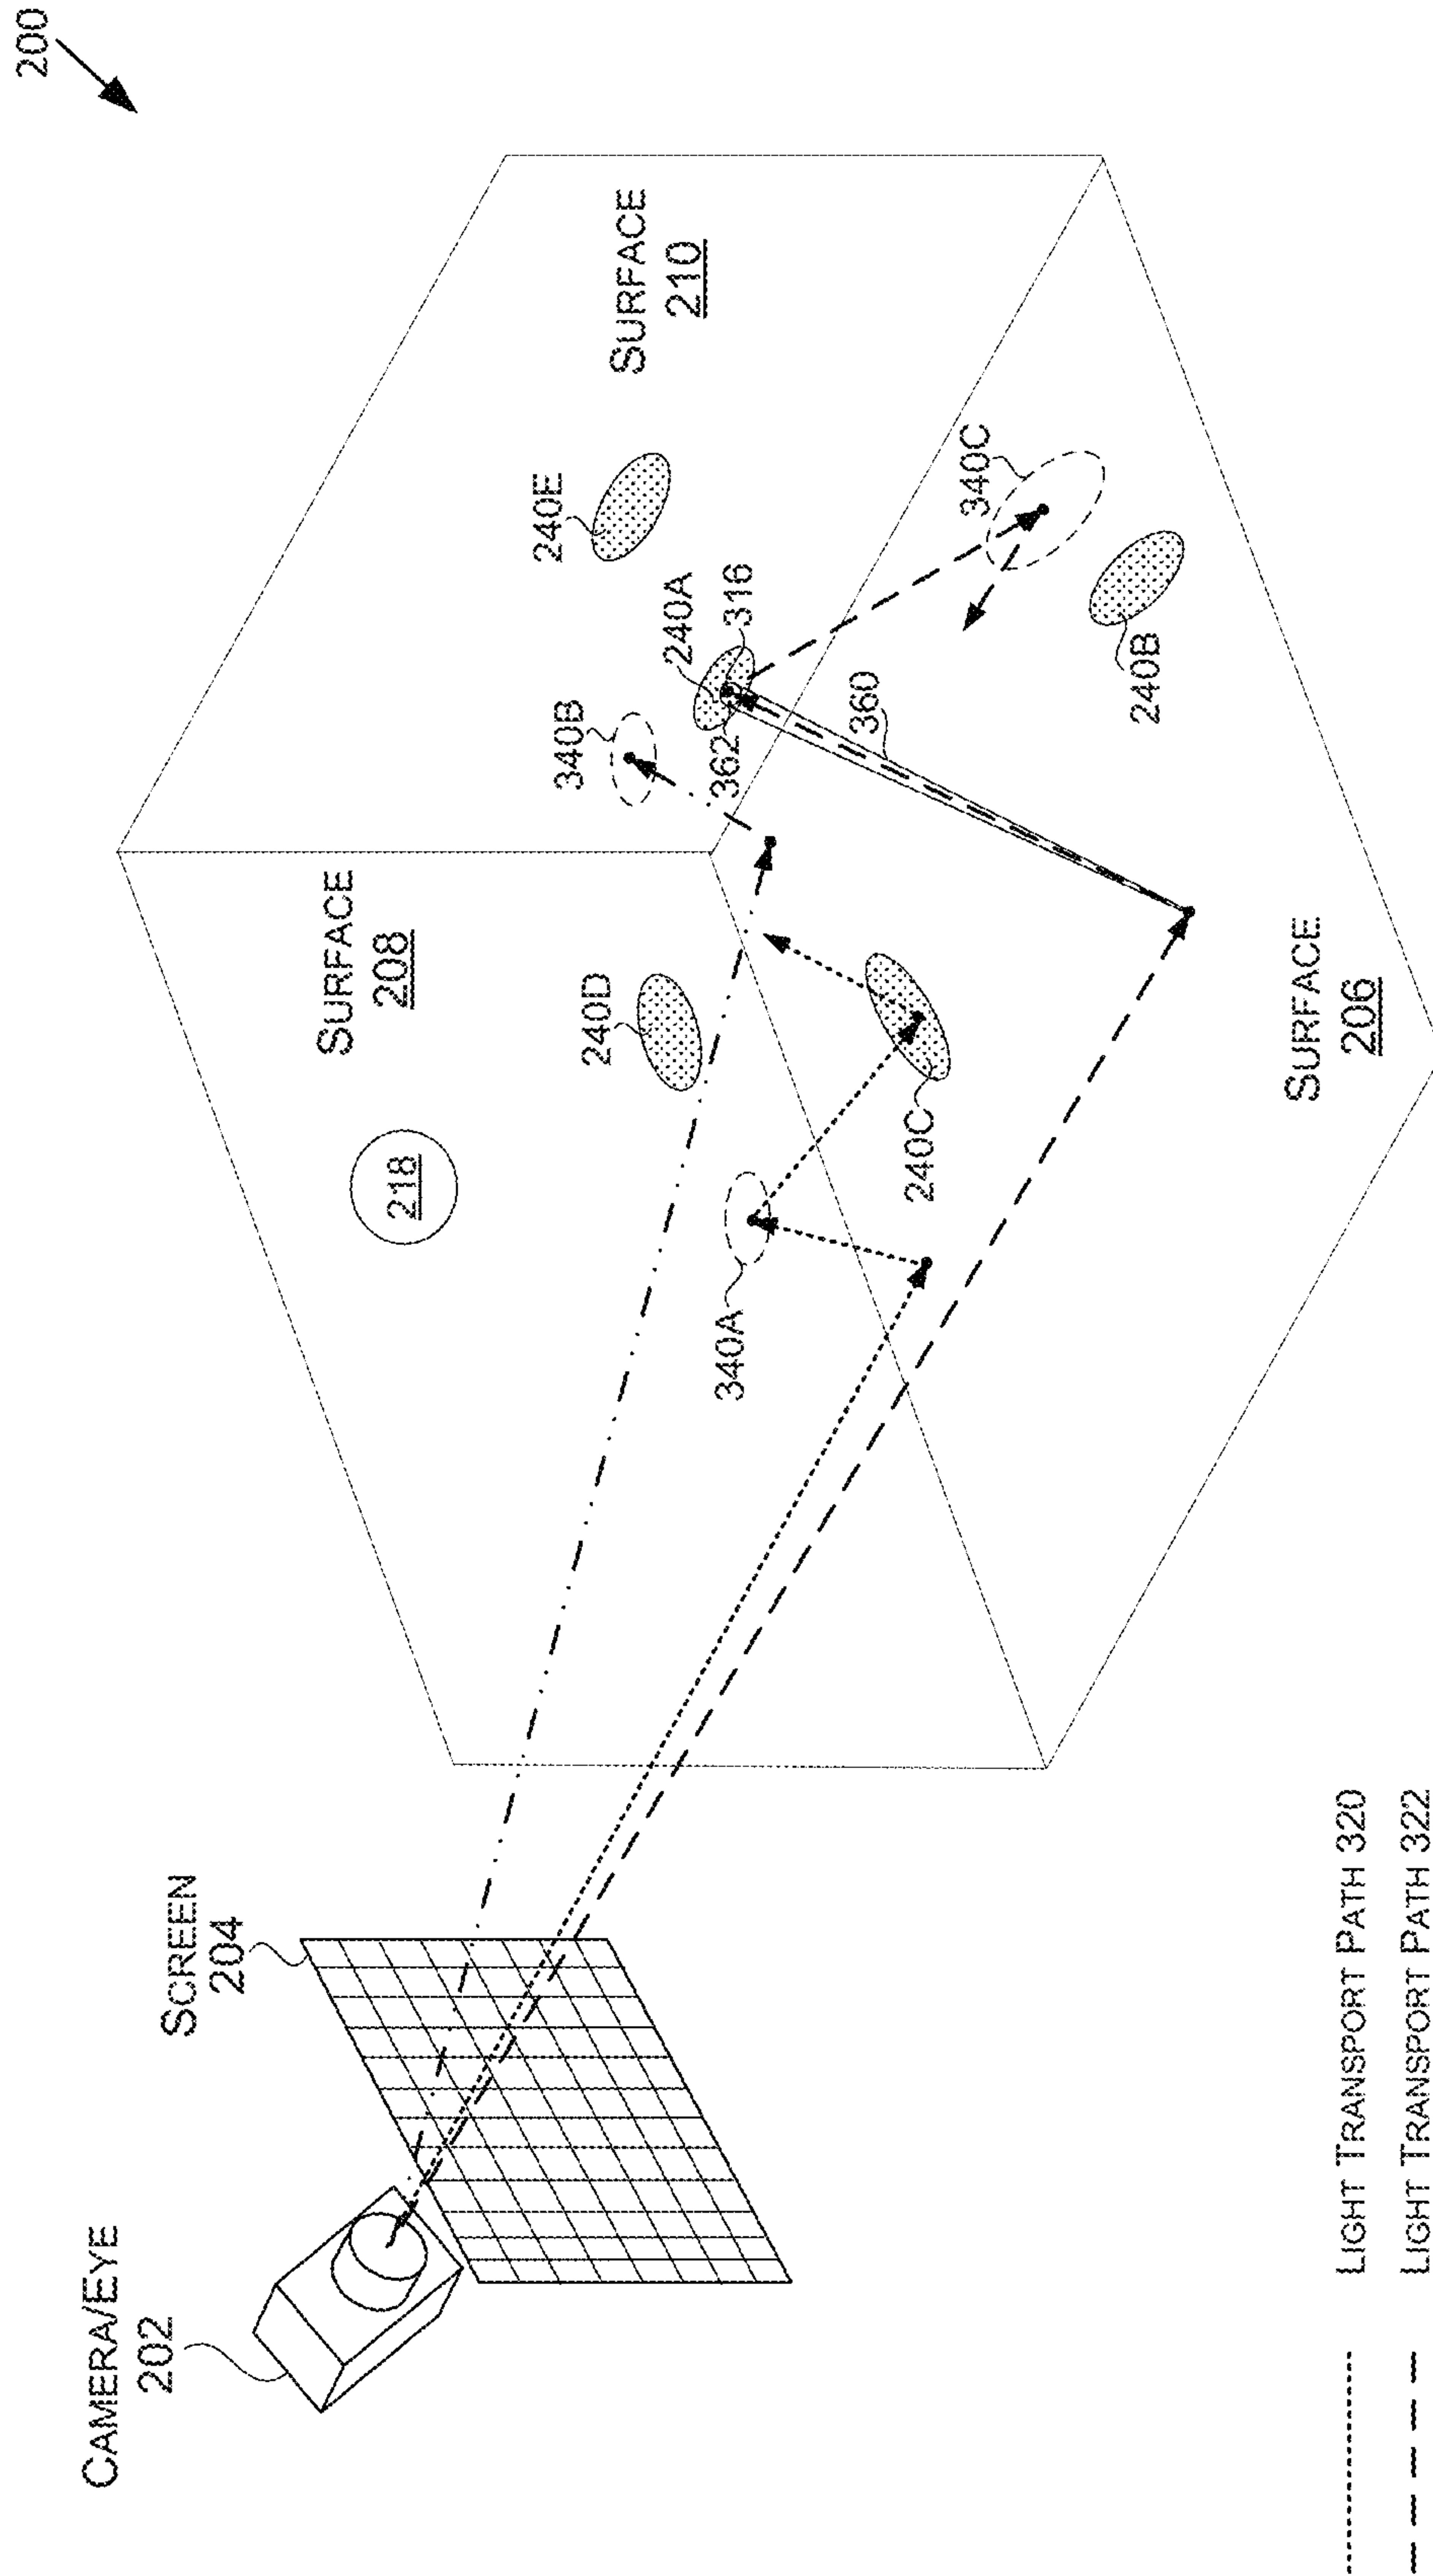 200
CAMERA/EYE
202
SCREEN
204
SURFACE
208
SURFACE
210
218
240D
340B
240E
240A
316
362
340A
240C
360
340C
240B
SURFACE
206
LIGHT TRANSPORT PATH 320
LIGHT TRANSPORT PATH 322